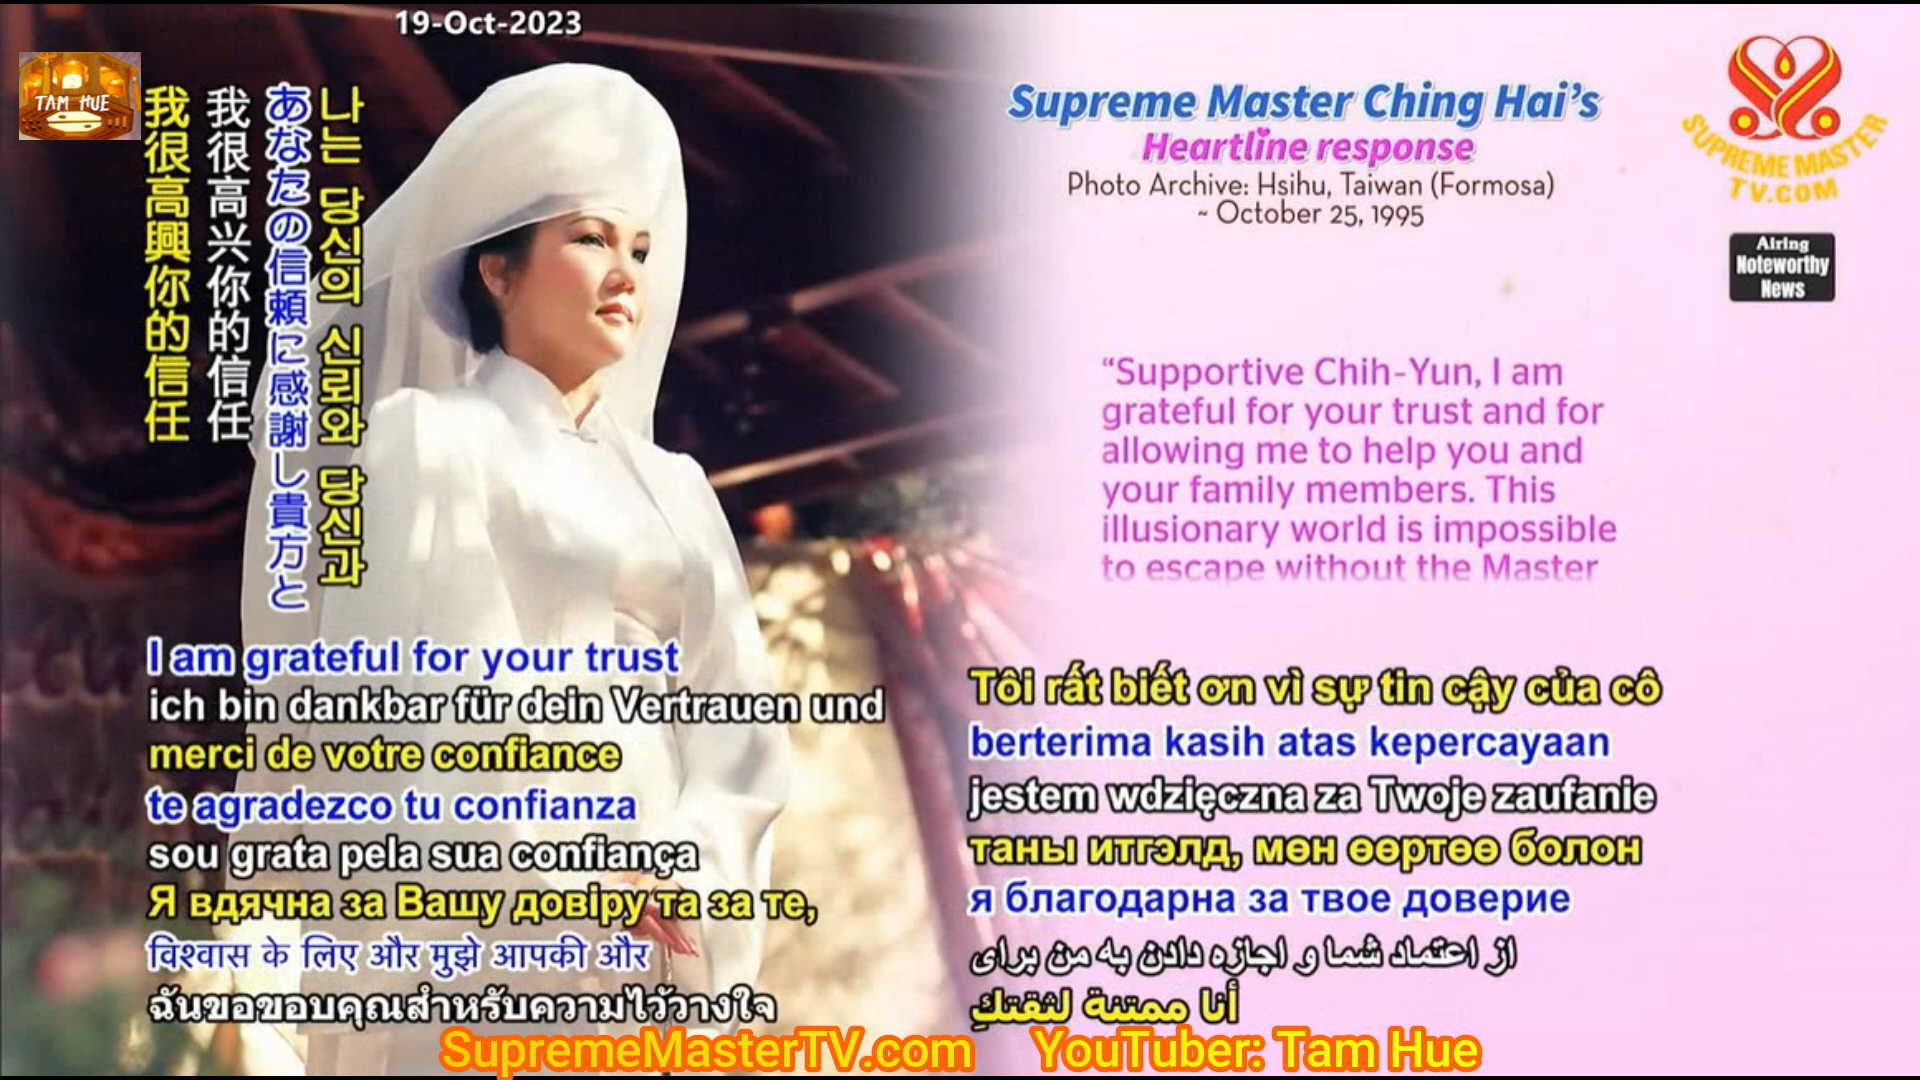 19-Oct-2023
TAM HUE
我很高興你的信任
我很高兴你的信任
あなたの信頼に感謝し貴方と
나는 당신의 신뢰와 당신과
Supreme Master Ching Hai's
Heartline response
Photo Archive: Hsihu, Taiwan (Formosa)
~ October 25, 1995
SUPREME MASTER
TV.COM
Airing
Noteworthy
News
“Supportive Chih-Yun, I am
grateful for your trust and for
allowing me to help you and
your family members. This
illusionary world is impossible
to escape without the Master
I am grateful for your trust
ich bin dankbar für dein Vertrauen und
merci de votre confiance
te agradezco tu confianza
sou grata pela sua confiança
Я вдячна за Вашу довіру та за те,
विश्वास के लिए और मुझे आपकी और
ฉันขอขอบคุณสำหรับความไว้วางใจ
Tôi rất biết ơn vì sự tin cậy của cô
berterima kasih atas kepercayaan
jestem wdzięczna za Twoje zaufanie
таны итгэлд, мөн өөртөө болон
я благодарна за твое доверие
از اعتماد شما و اجازه دادن به من برای
أنا ممتنة لثقتكِ
SupremeMasterTV.com YouTuber: Tam Hue